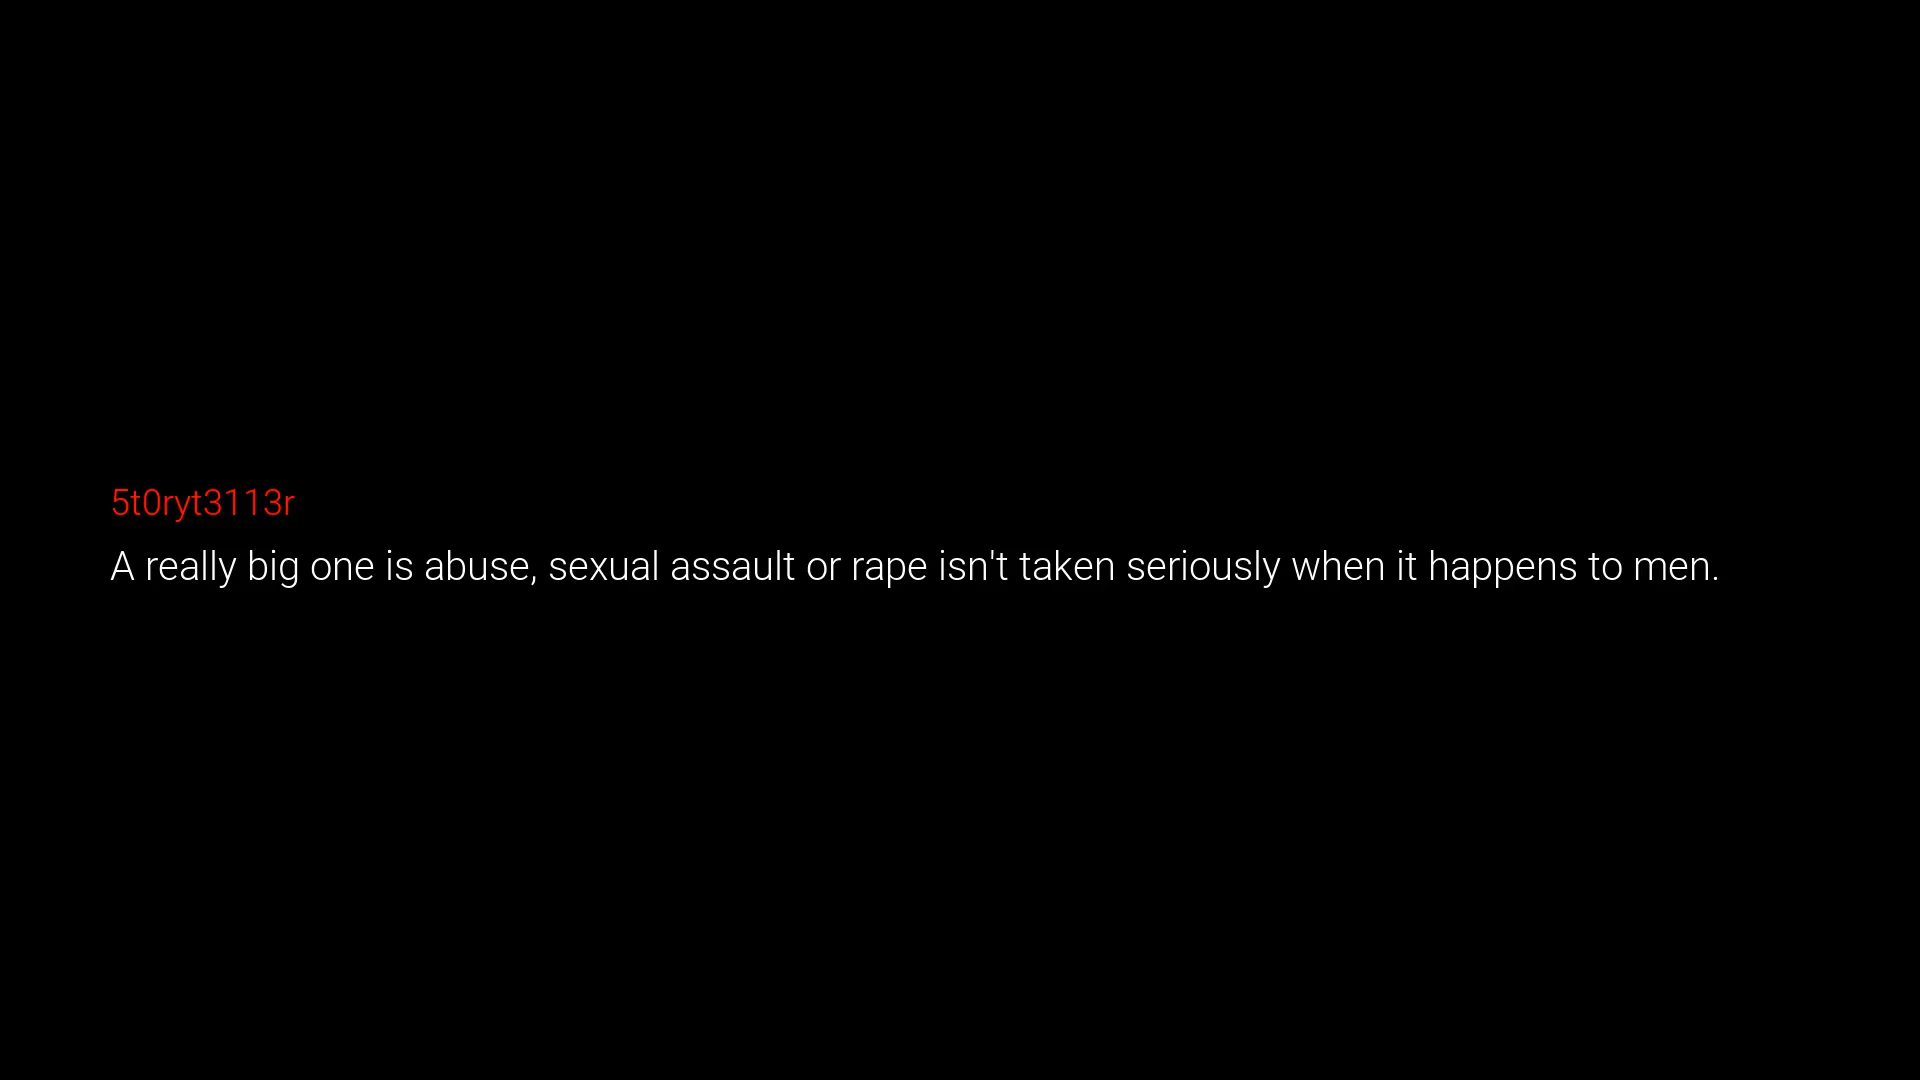 5t0ryt3113r
A really big one is abuse, sexual assault or rape isn't taken seriously when it happens to men.